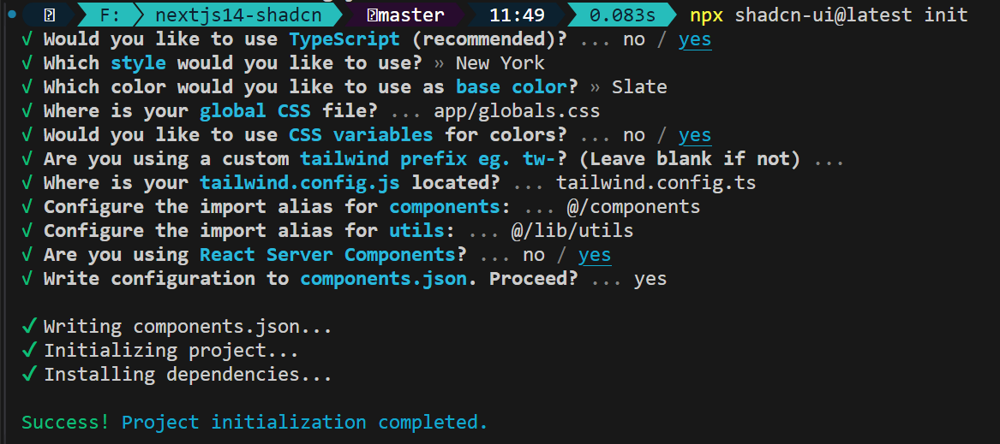 F: nextjs14-shadcn master 11:49 0.083s npx shadcn-ui@latest init
√ Would you like to use TypeScript (recommended)? ... no / yes
√ Which style would you like to use? » New York
√ Which color would you like to use as base color? » Slate
√ Where is your global CSS file? ... app/globals.css
√ Would you like to use CSS variables for colors? ... no / yes
√ Are you using a custom tailwind prefix eg. tw-? (Leave blank if not) ...
√ Where is your tailwind.config.js located? ... tailwind.config.ts
√ Configure the import alias for components: ... @/components
√ Configure the import alias for utils: ... @/lib/utils
√ Are you using React Server Components? ... no / yes
√ Write configuration to components.json. Proceed? ... yes
✔ Writing components.json...
✔ Initializing project...
✔ Installing dependencies...
Success! Project initialization completed.